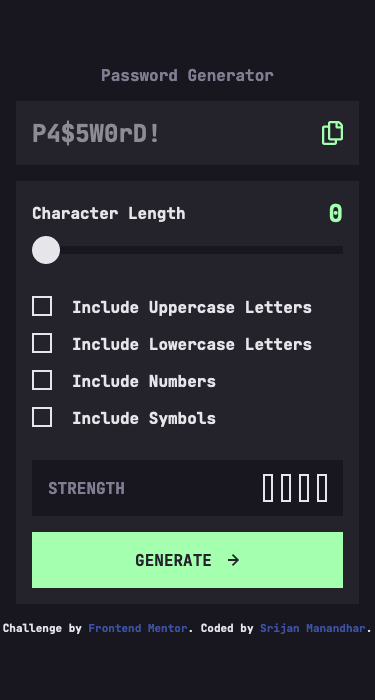 Password Generator
P4$5W0rD!
Character Length 0
Include Uppercase Letters
Include Lowercase Letters
Include Numbers
Include Symbols
STRENGTH
GENERATE →
Challenge by Frontend Mentor. Coded by Srijan Manandhar.